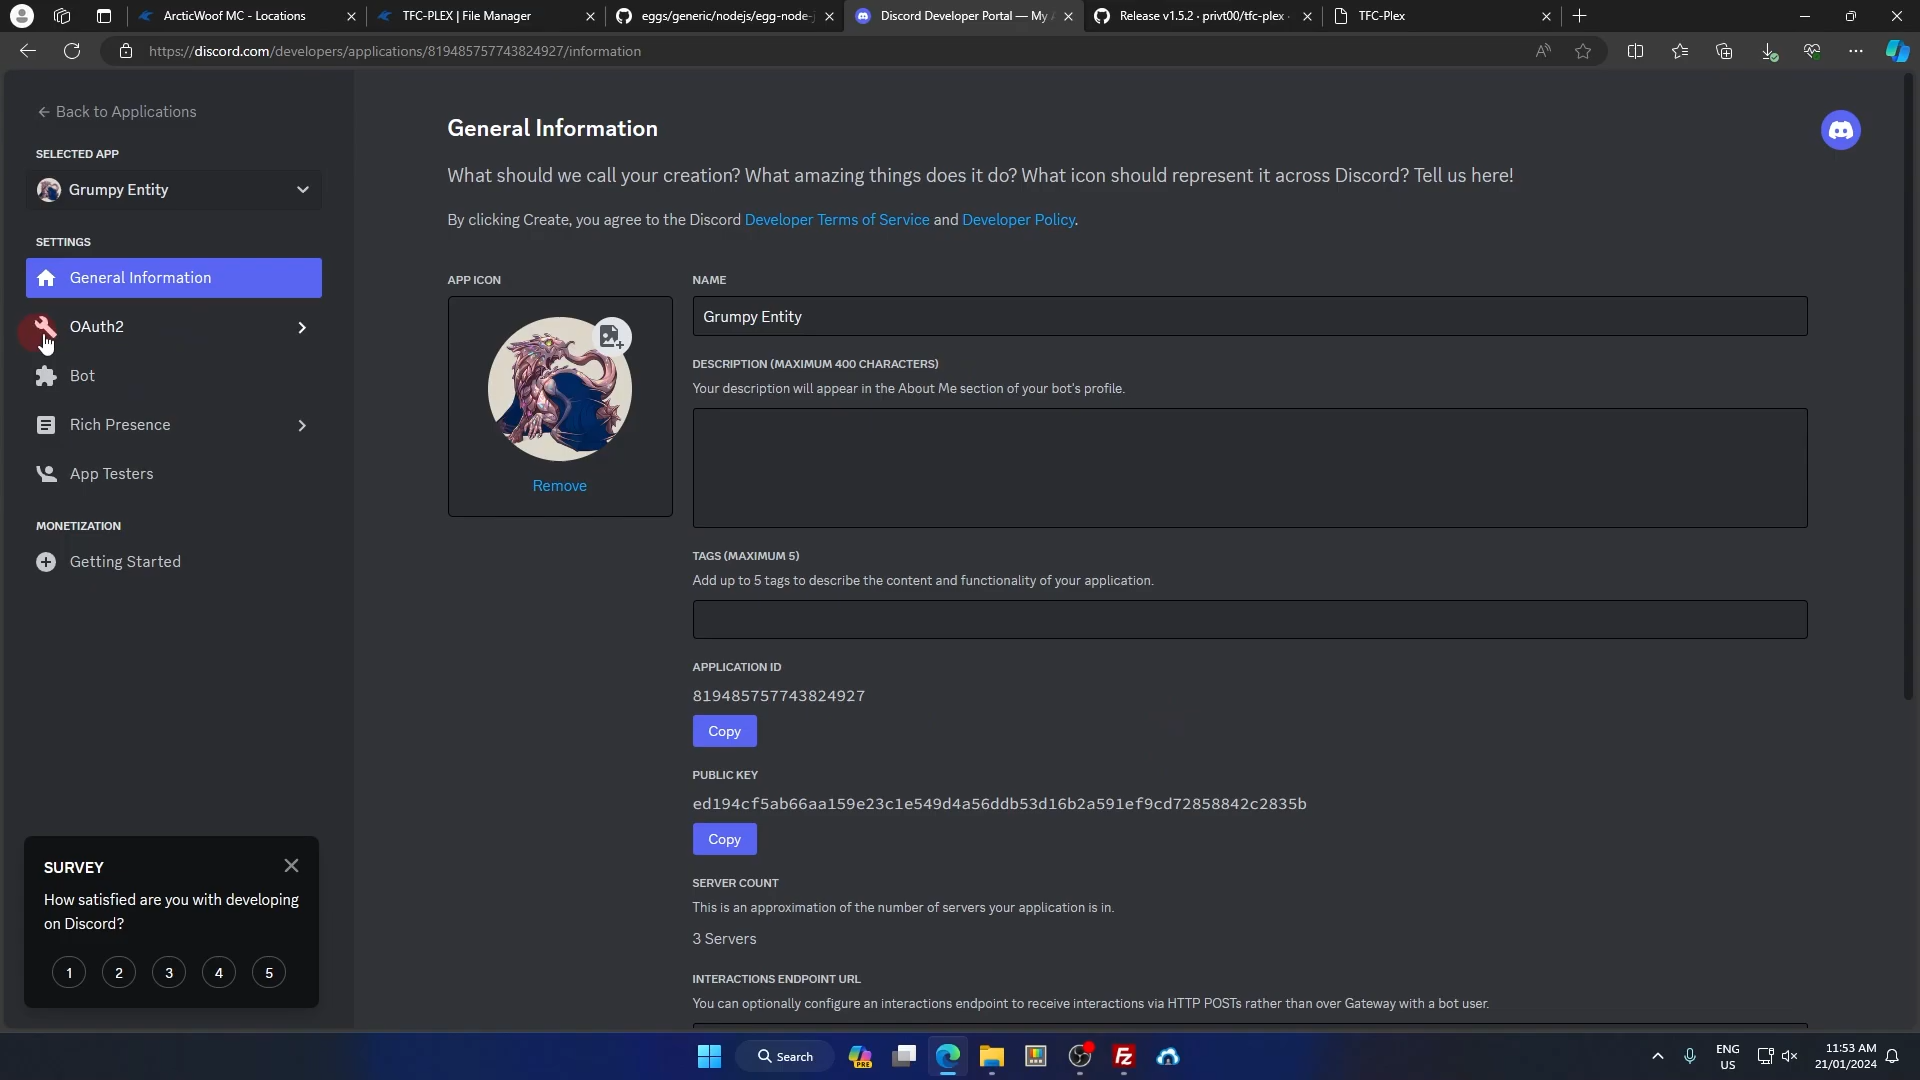 ArcticWoof MC - Locations
TFC-PLEX | File Manager
eggs/generic/nodejs/egg-node-
Discord Developer Portal — My
Release v1.5.2 · privt00/tfc-plex
TFC-Plex
https://discord.com/developers/applications/819485757743824927/information
Back to Applications
SELECTED APP
Grumpy Entity
SETTINGS
General Information
OAuth2
Bot
Rich Presence
App Testers
MONETIZATION
Getting Started
SURVEY
How satisfied are you with developing
on Discord?
1 2 3 4 5
General Information
What should we call your creation? What amazing things does it do? What icon should represent it across Discord? Tell us here!
By clicking Create, you agree to the Discord Developer Terms of Service and Developer Policy.
APP ICON
Remove
NAME
Grumpy Entity
DESCRIPTION (MAXIMUM 400 CHARACTERS)
Your description will appear in the About Me section of your bot's profile.
TAGS (MAXIMUM 5)
Add up to 5 tags to describe the content and functionality of your application.
APPLICATION ID
819485757743824927
Copy
PUBLIC KEY
ed194cf5ab66aa159e23c1e549d4a56ddb53d16b2a591ef9cd72858842c2835b
Copy
SERVER COUNT
This is an approximation of the number of servers your application is in.
3 Servers
INTERACTIONS ENDPOINT URL
You can optionally configure an interactions endpoint to receive interactions via HTTP POSTs rather than over Gateway with a bot user.
Search
PRE
ENG
US
11:53 AM
21/01/2024